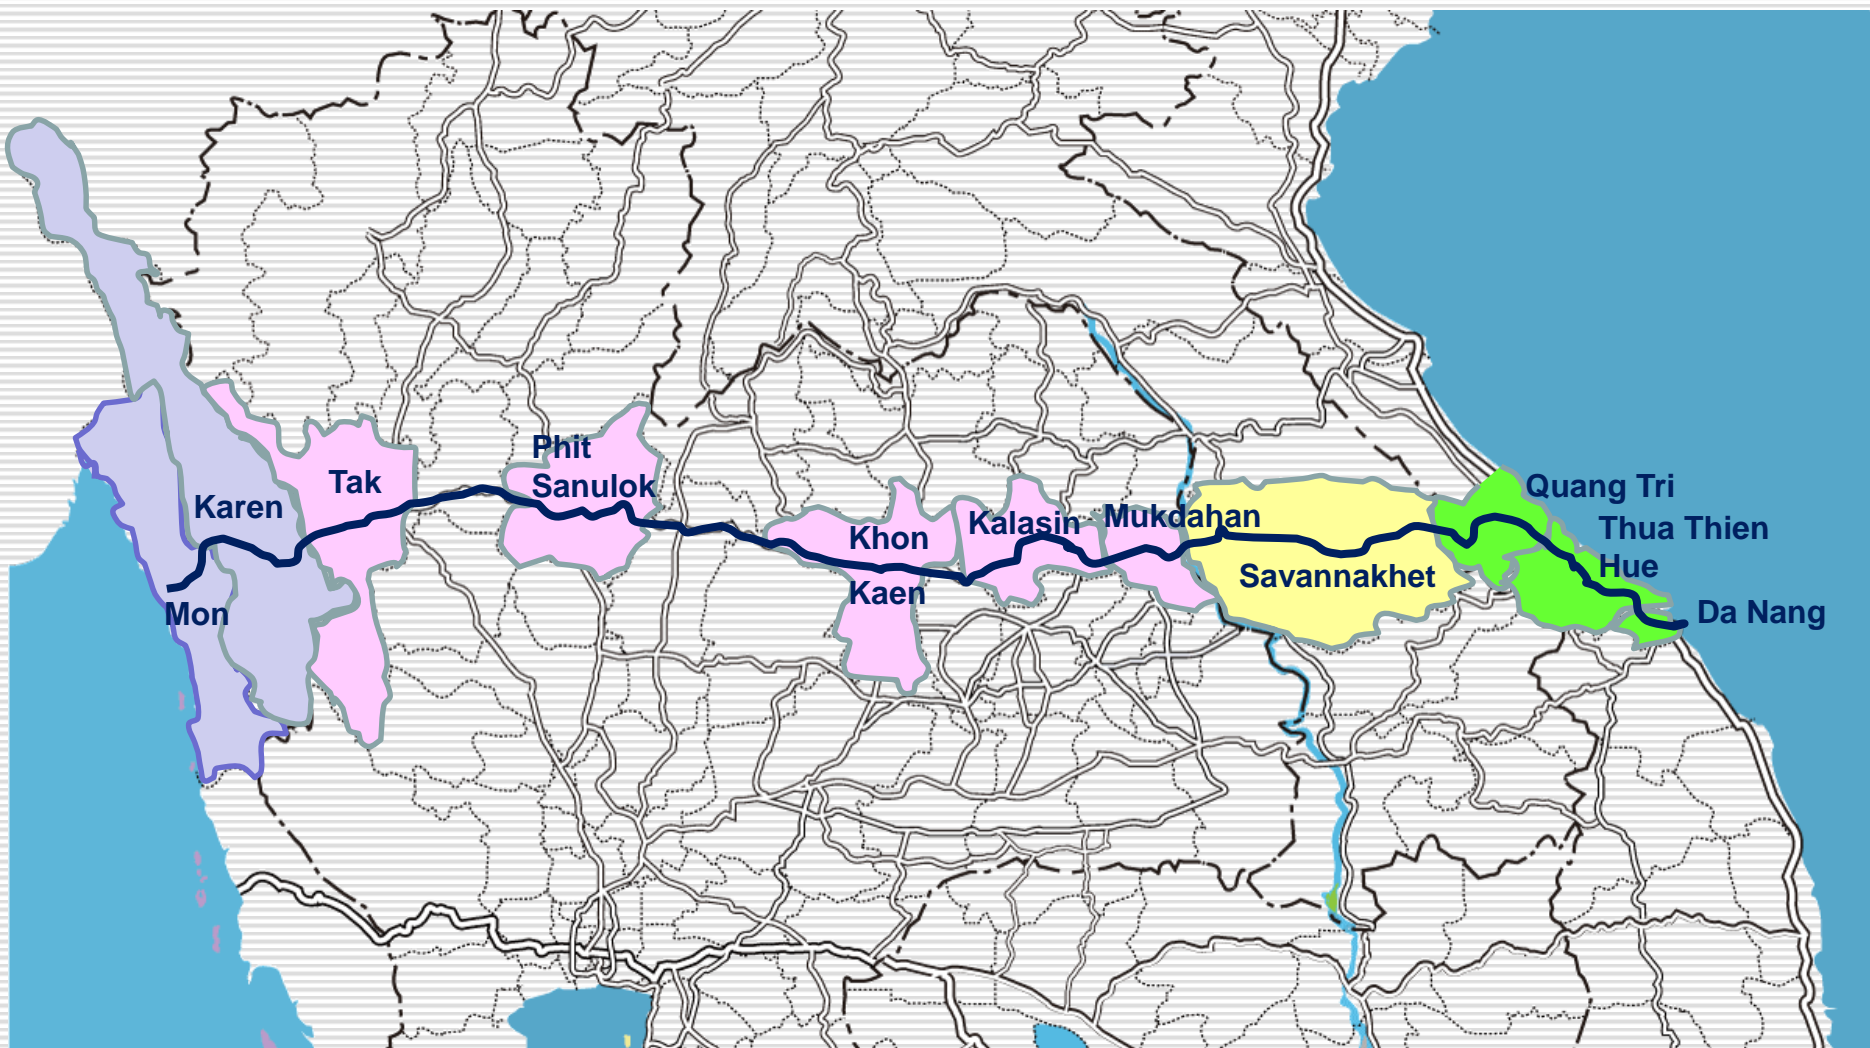 Mon
Karen
Tak
Phit
Sanulok
Khon
Kaen
Kalasin
Mukdahan
Savannakhet
Quang Tri
Thua Thien
Hue
Da Nang